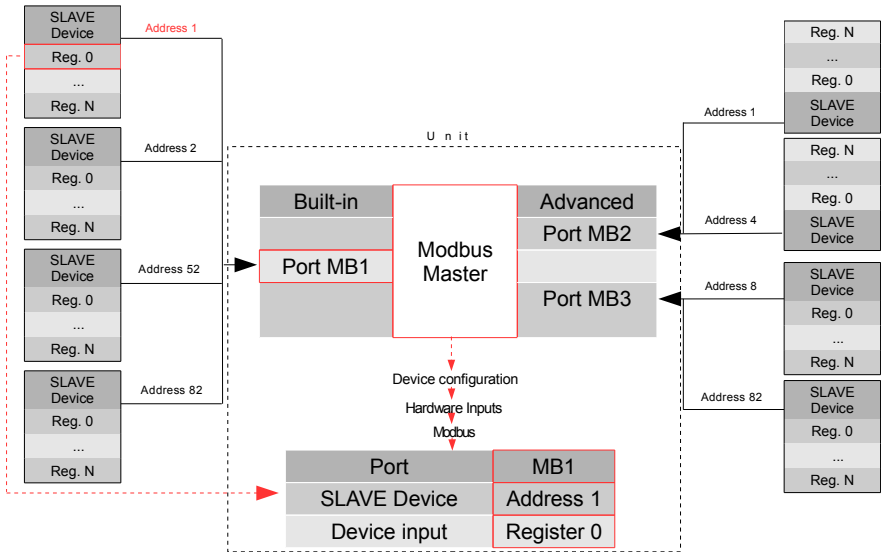 SLAVE
Device
Reg. 0
...
Reg. N
Address 1
SLAVE
Device
Reg. 0
...
Reg. N
Address 2
SLAVE
Device
Reg. 0
...
Reg. N
Address 52
SLAVE
Device
Reg. 0
...
Reg. N
Address 82
Unit
Built-in
Port MB1
Modbus
Master
Advanced
Port MB2
Port MB3
Device configuration
Hardware Inputs
Modbus
Port MB1
SLAVE Device Address 1
Device input Register 0
Address 1
Reg. N
...
Reg. 0
SLAVE
Device
Address 4
Reg. N
...
Reg. 0
SLAVE
Device
Address 8
SLAVE
Device
Reg. 0
...
Reg. N
Address 82
SLAVE
Device
Reg. 0
...
Reg. N